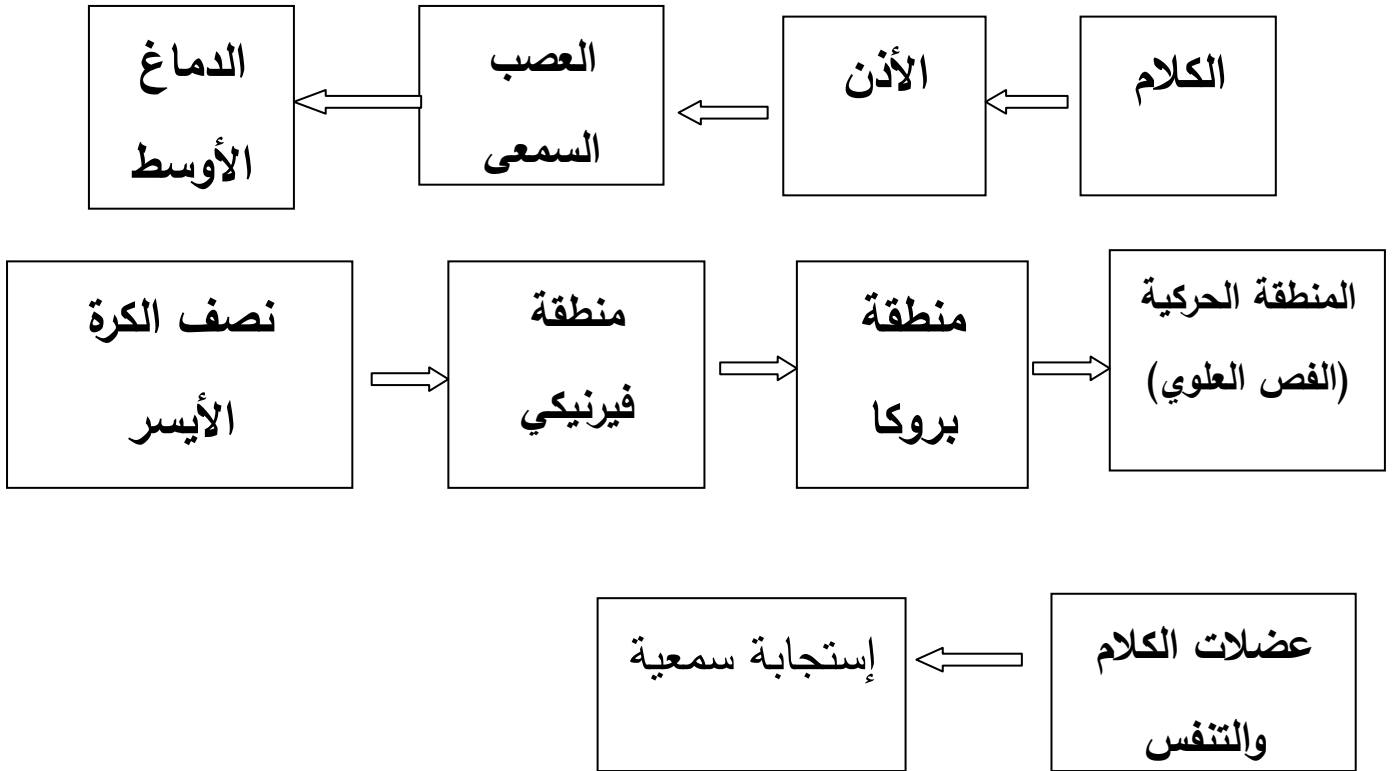 الكلام
الأذن
العصب
السمعى
الدماغ
الأوسط
نصف الكرة
الأيسر
منطقة
فيرنيكي
منطقة
بروكا
المنطقة الحركية
(الفص العلوي)
عضلات الكلام
والتنفس
إستجابة سمعية